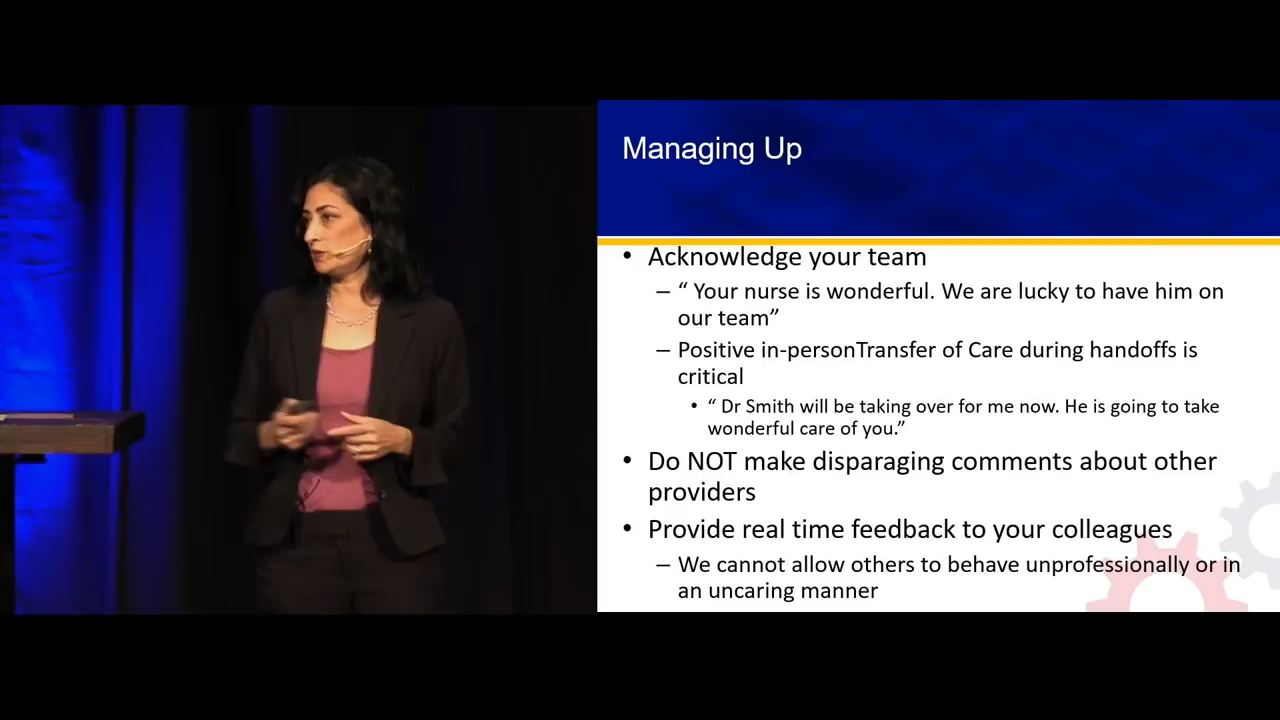 Managing Up
• Acknowledge your team
– “ Your nurse is wonderful. We are lucky to have him on
our team”
– Positive in-personTransfer of Care during handoffs is
critical
• “ Dr Smith will be taking over for me now. He is going to take
wonderful care of you.”
• Do NOT make disparaging comments about other
providers
• Provide real time feedback to your colleagues
– We cannot allow others to behave unprofessionally or in
an uncaring manner